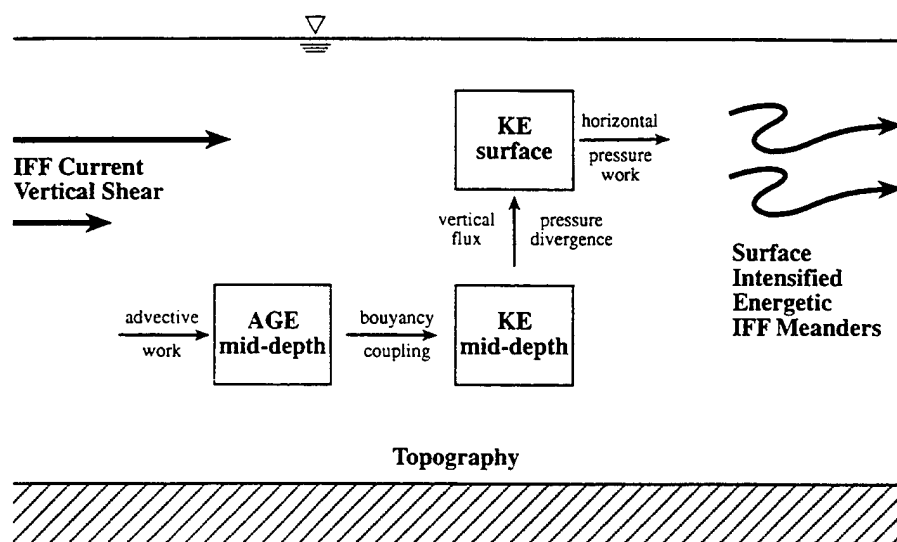 IFF Current
Vertical Shear
KE
surface
horizontal
pressure
work
vertical
flux
pressure
divergence
Surface
Intensified
Energetic
IFF Meanders
advective
work
AGE
mid-depth
bouyancy
coupling
KE
mid-depth
Topography